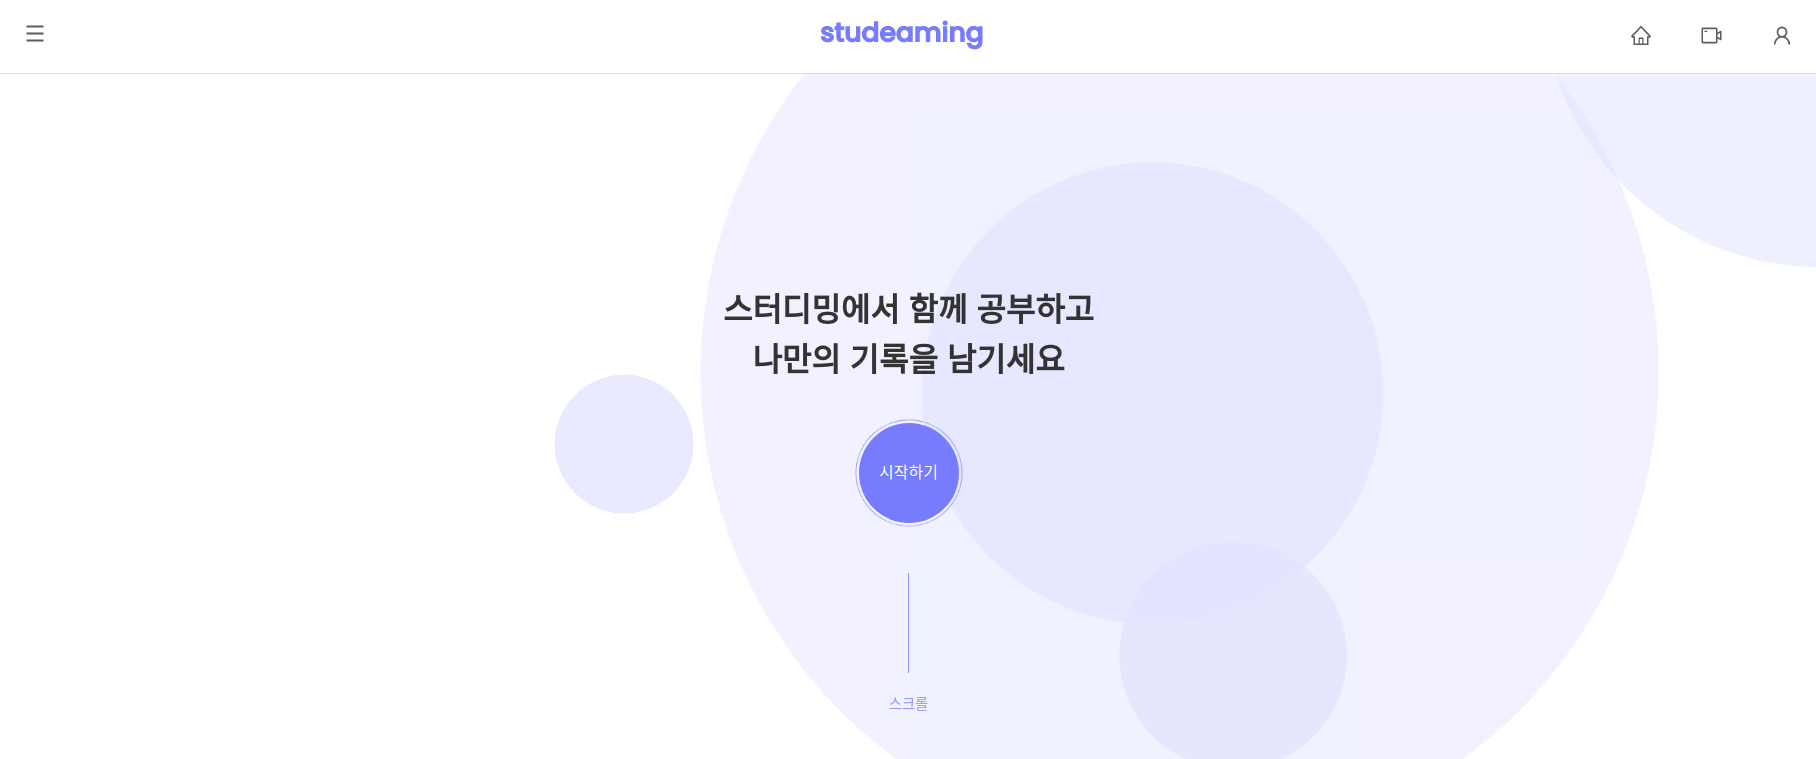 studeaming
스터디밍에서 함께 공부하고
나만의 기록을 남기세요
시작하기
스크롤